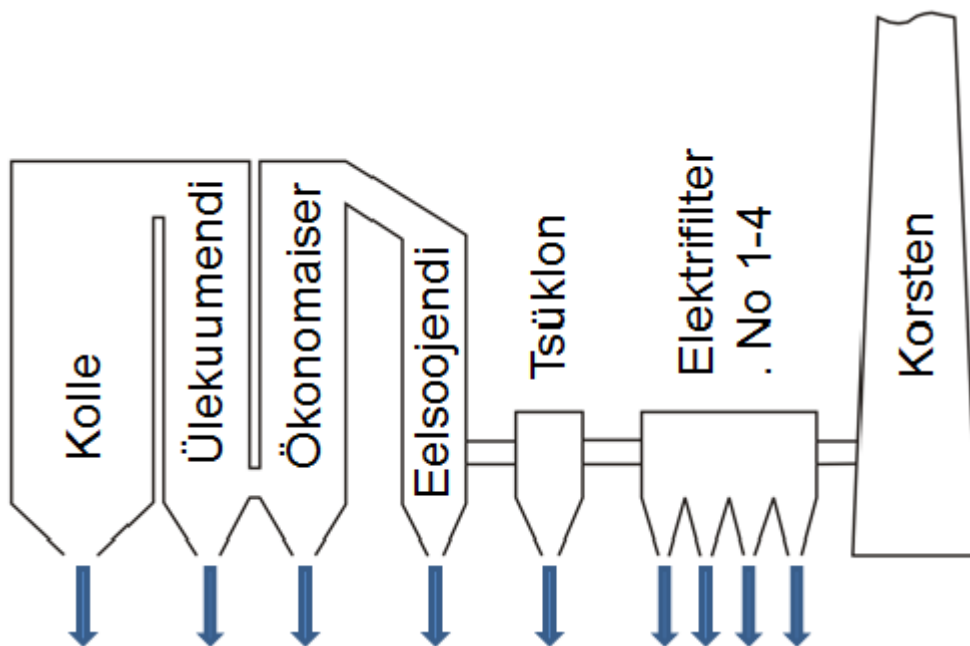 Kolle
Ülekuumendi
Ökonomaiser
Eelsoojendi
Tsüklon
Elektrifilter
. No 1-4
Korsten